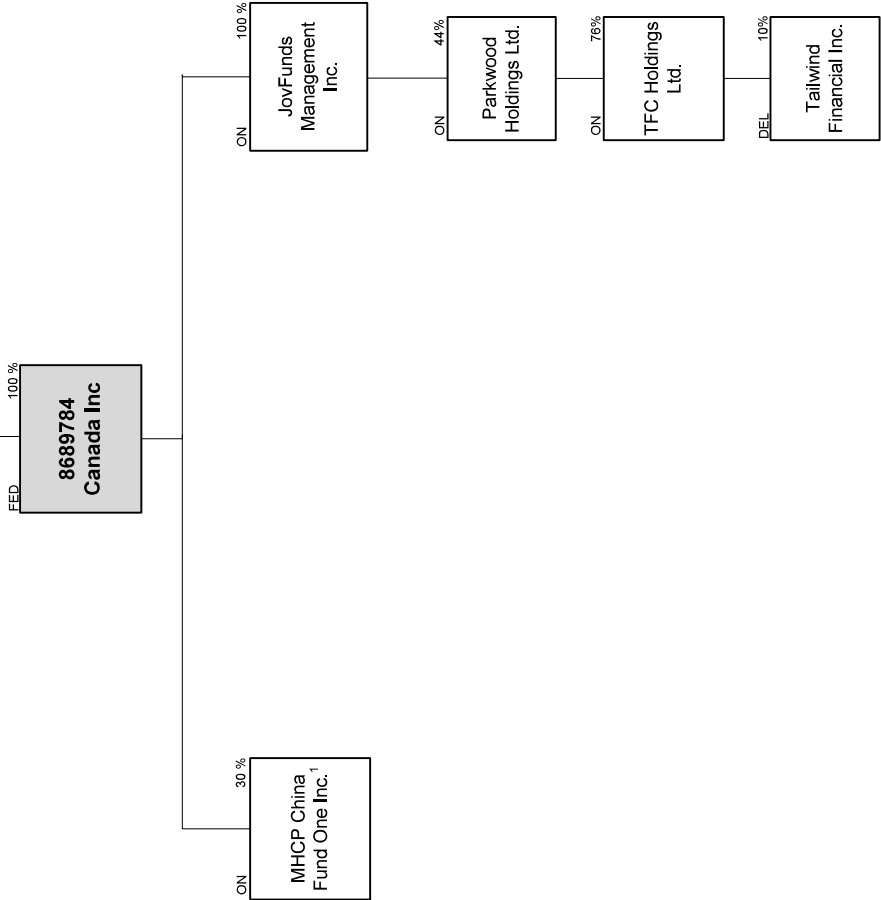 FED
100 %
8689784
Canada Inc
ON
30 %
MHCP China
Fund One Inc.1
ON
100 %
JovFunds
Management
Inc.
ON
44%
Parkwood
Holdings Ltd.
ON
76%
TFC Holdings
Ltd.
DEL
10%
Tailwind
Financial Inc.